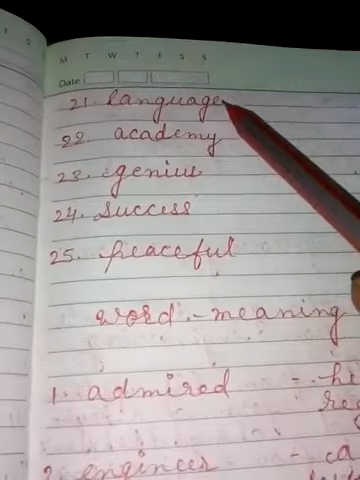 M T W T F S S
Date
21. language
22. academy
23. genius
24. success
25. peaceful
word - meaning
1. admired -
2. engineer -